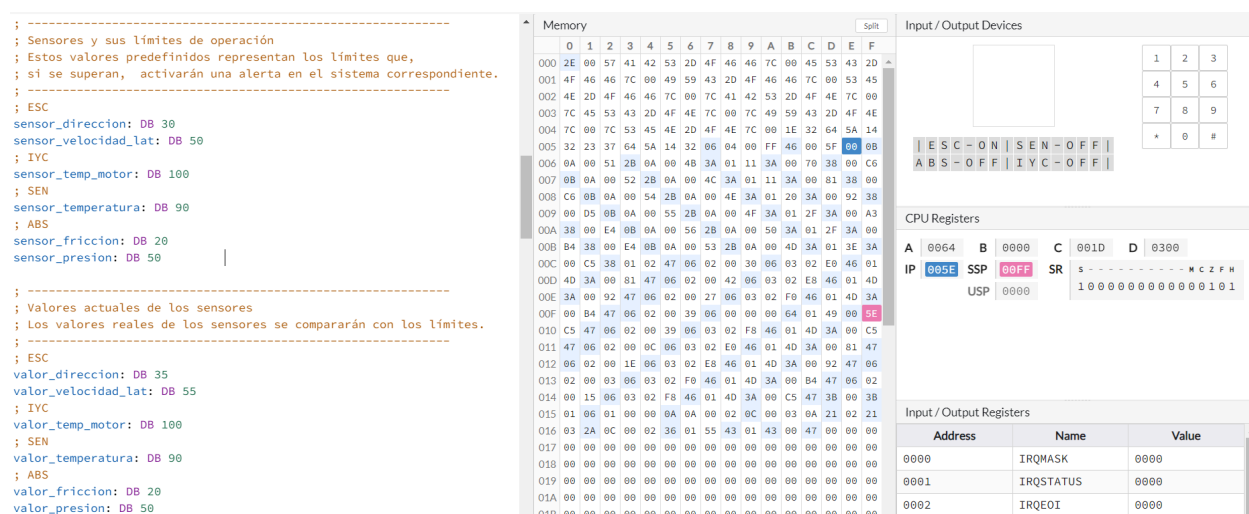 ; ----------------------------------------------------------
; Sensores y sus límites de operación
; Estos valores predefinidos representan los límites que,
; si se superan,  activarán una alerta en el sistema correspondiente.
; ----------------------------------------------------------
; ESC
sensor_direccion: DB 30
sensor_velocidad_lat: DB 50
; IYC
sensor_temp_motor: DB 100
; SEN
sensor_temperatura: DB 90
; ABS
sensor_friccion: DB 20
sensor_presion: DB 50
; ----------------------------------------------------------
; Valores actuales de los sensores
; Los valores reales de los sensores se compararán con los límites.
; ----------------------------------------------------------
; ESC
valor_direccion: DB 35
valor_velocidad_lat: DB 55
; IYC
valor_temp_motor: DB 100
; SEN
valor_temperatura: DB 90
; ABS
valor_friccion: DB 20
valor_presion: DB 50
Memory
Split
0 1 2 3 4 5 6 7 8 9 A B C D E F
000 2E 00 57 41 42 53 2D 4F 46 46 7C 00 45 53 43 2D
001 4F 46 46 7C 00 49 59 43 2D 4F 46 46 7C 00 53 45
002 4E 2D 4F 46 46 7C 00 7C 41 42 53 2D 4F 4E 7C 00
003 7C 45 53 43 2D 4F 4E 7C 00 7C 49 59 43 2D 4F 4E
004 7C 00 7C 53 45 4E 2D 4F 4E 7C 00 1E 32 64 5A 14
005 32 23 37 64 5A 14 32 06 04 00 FF 46 00 5F 00 0B
006 0A 00 51 2B 0A 00 4B 3A 01 11 3A 00 70 38 00 C6
007 0B 0A 00 52 2B 0A 00 4C 3A 01 11 3A 00 81 38 00
008 C6 0B 0A 00 54 2B 0A 00 4E 3A 01 20 3A 00 92 38
009 00 D5 0B 0A 00 55 2B 0A 00 4F 3A 01 2F 3A 00 A3
00A 38 00 E4 0B 0A 00 56 2B 0A 00 50 3A 01 2F 3A 00
00B B4 38 00 E4 0B 0A 00 53 2B 0A 00 4D 3A 01 3E 3A
00C 00 C5 38 01 02 47 06 02 00 30 06 03 02 E0 46 01
00D 4D 3A 00 81 47 06 02 00 42 06 03 02 E8 46 01 4D
00E 3A 00 92 47 06 02 00 27 06 03 02 F0 46 01 4D 3A
00F 00 B4 47 06 02 00 39 06 00 00 00 64 01 49 00 5E
010 C5 47 06 02 00 39 06 03 02 F8 46 01 4D 3A 00 C5
011 47 06 02 00 0C 06 03 02 E0 46 01 4D 3A 00 81 47
012 06 02 00 1E 06 03 02 E8 46 01 4D 3A 00 92 47 06
013 02 00 03 06 03 02 F0 46 01 4D 3A 00 B4 47 06 02
014 00 15 06 03 02 F8 46 01 4D 3A 00 C5 47 3B 00 3B
015 01 06 01 00 00 0A 0A 00 02 0C 00 03 0A 21 02 21
016 03 2A 0C 00 02 36 01 55 43 01 43 00 47 00 00 00
017 00 00 00 00 00 00 00 00 00 00 00 00 00 00 00 00
018 00 00 00 00 00 00 00 00 00 00 00 00 00 00 00 00
019 00 00 00 00 00 00 00 00 00 00 00 00 00 00 00 00
01A 00 00 00 00 00 00 00 00 00 00 00 00 00 00 00 00
Input / Output Devices
1 2 3
4 5 6
7 8 9
* 0 #
|ESC-ON|SEN-OFF|
ABS-OFF|IYC-OFF|
CPU Registers
A 0064 B 0000 C 001D D 0300
IP 005E SSP 00FF SR S - - - - - - - - - - M C Z F H
1000000000000101
USP 0000
Input / Output Registers
Address Name Value
0000 IRQMASK 0000
0001 IRQSTATUS 0000
0002 IRQEOI 0000